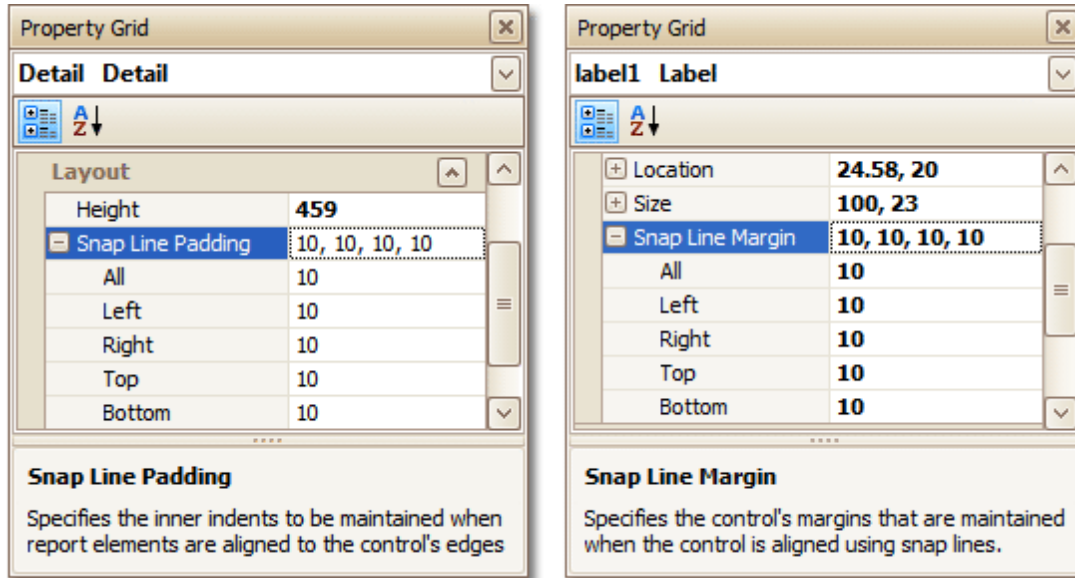 Property Grid
Detail Detail
Layout
Height 459
Snap Line Padding 10, 10, 10, 10
All 10
Left 10
Right 10
Top 10
Bottom 10
Snap Line Padding
Specifies the inner indents to be maintained when
report elements are aligned to the control's edges
Property Grid
label1 Label
Location 24.58, 20
Size 100, 23
Snap Line Margin 10, 10, 10, 10
All 10
Left 10
Right 10
Top 10
Bottom 10
Snap Line Margin
Specifies the control's margins that are maintained
when the control is aligned using snap lines.